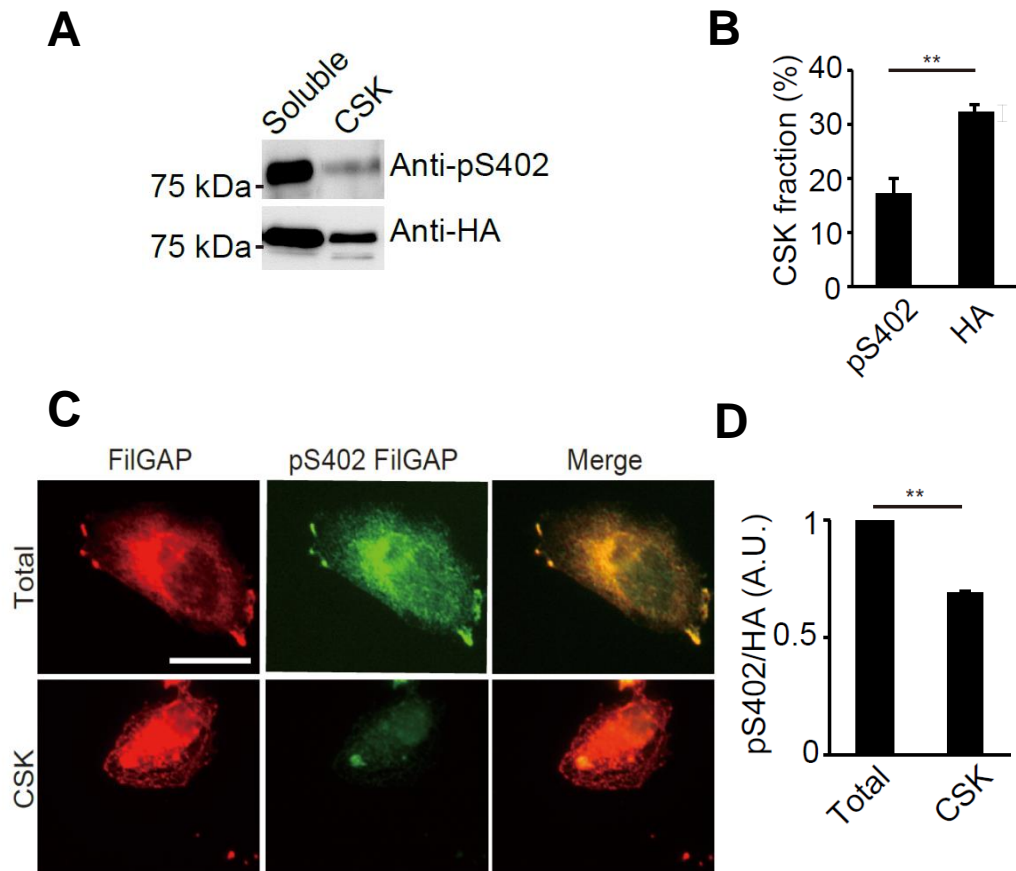 A
Soluble
CSK
75 kDa
Anti-pS402
75 kDa
Anti-HA
B
**
CSK fraction (%)
40
30
20
10
0
pS402
HA
C
FilGAP
pS402 FilGAP
Merge
Total
CSK
D
**
pS402/HA (A.U.)
1
0.5
0
Total
CSK